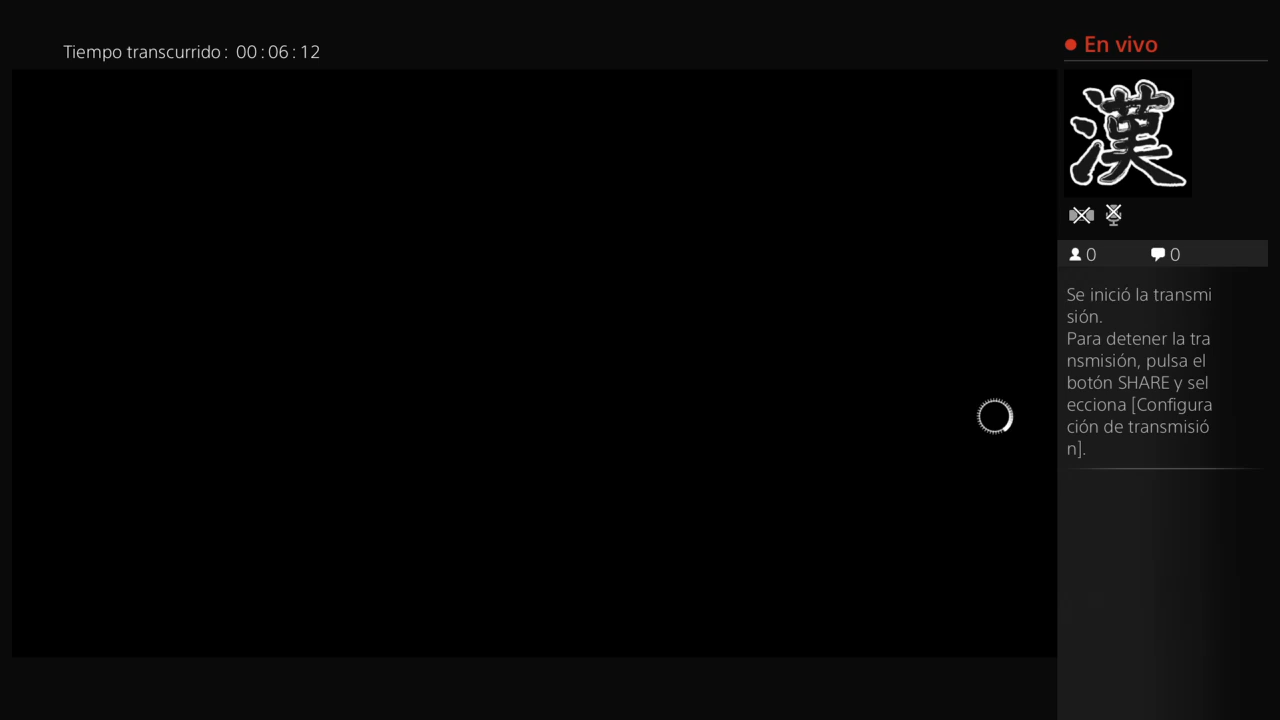 Tiempo transcurrido: 00:06:12
En vivo
漢
0
0
Se inició la transmi
sión.
Para detener la tra
nsmisión, pulsa el
botón SHARE y sel
ecciona [Configura
ción de transmisió
n].